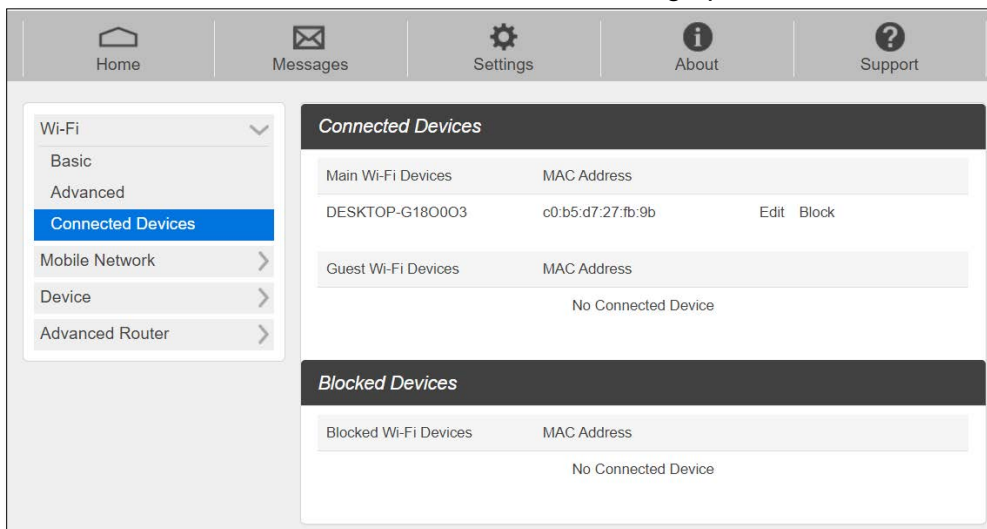 Home Messages Settings About Support
Wi-Fi
Basic
Advanced
Connected Devices
Mobile Network
Device
Advanced Router
Connected Devices
Main Wi-Fi Devices MAC Address
DESKTOP-G18O0O3 c0:b5:d7:27:fb:9b Edit Block
Guest Wi-Fi Devices MAC Address
No Connected Device
Blocked Devices
Blocked Wi-Fi Devices MAC Address
No Connected Device